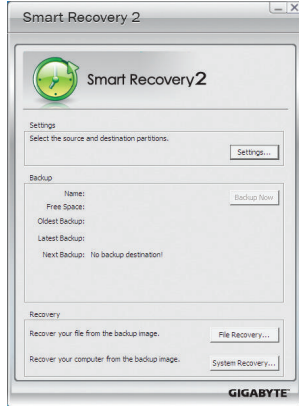 Smart Recovery 2
Smart Recovery2
Settings
Select the source and destination partitions.
Settings...
Backup
Name:
Backup Now
Free Space:
Oldest Backup:
Latest Backup:
Next Backup: No backup destination!
Recovery
Recover your file from the backup image.
File Recovery...
Recover your computer from the backup image.
System Recovery...
GIGABYTE